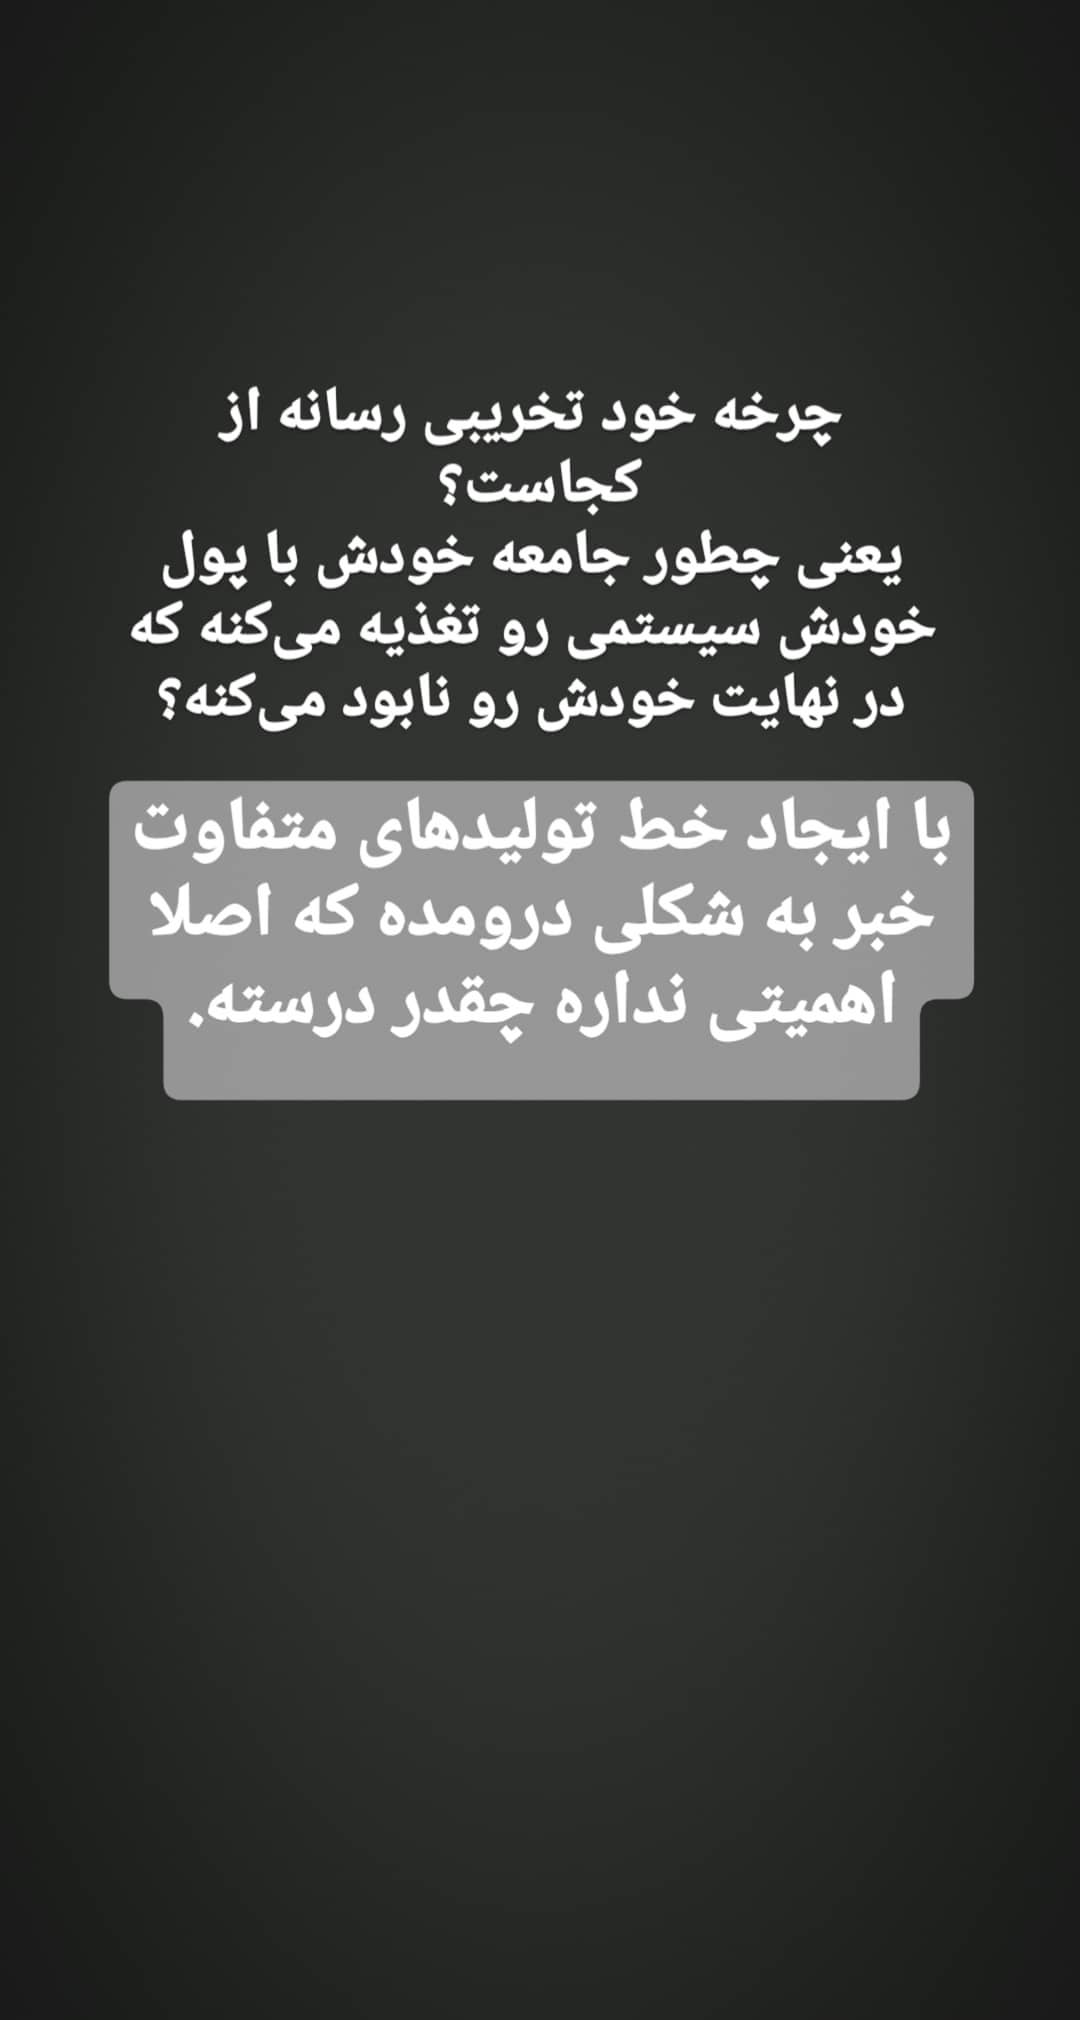 چرخه خود تخریبی رسانه از
کجاست؟
یعنی چطور جامعه خودش با پول
خودش سیستمی رو تغذیه می‌کنه که
در نهایت خودش رو نابود می‌کنه؟
با ایجاد خط تولیدهای متفاوت
خبر به شکلی درومده که اصلا
اهمیتی نداره چقدر درسته.